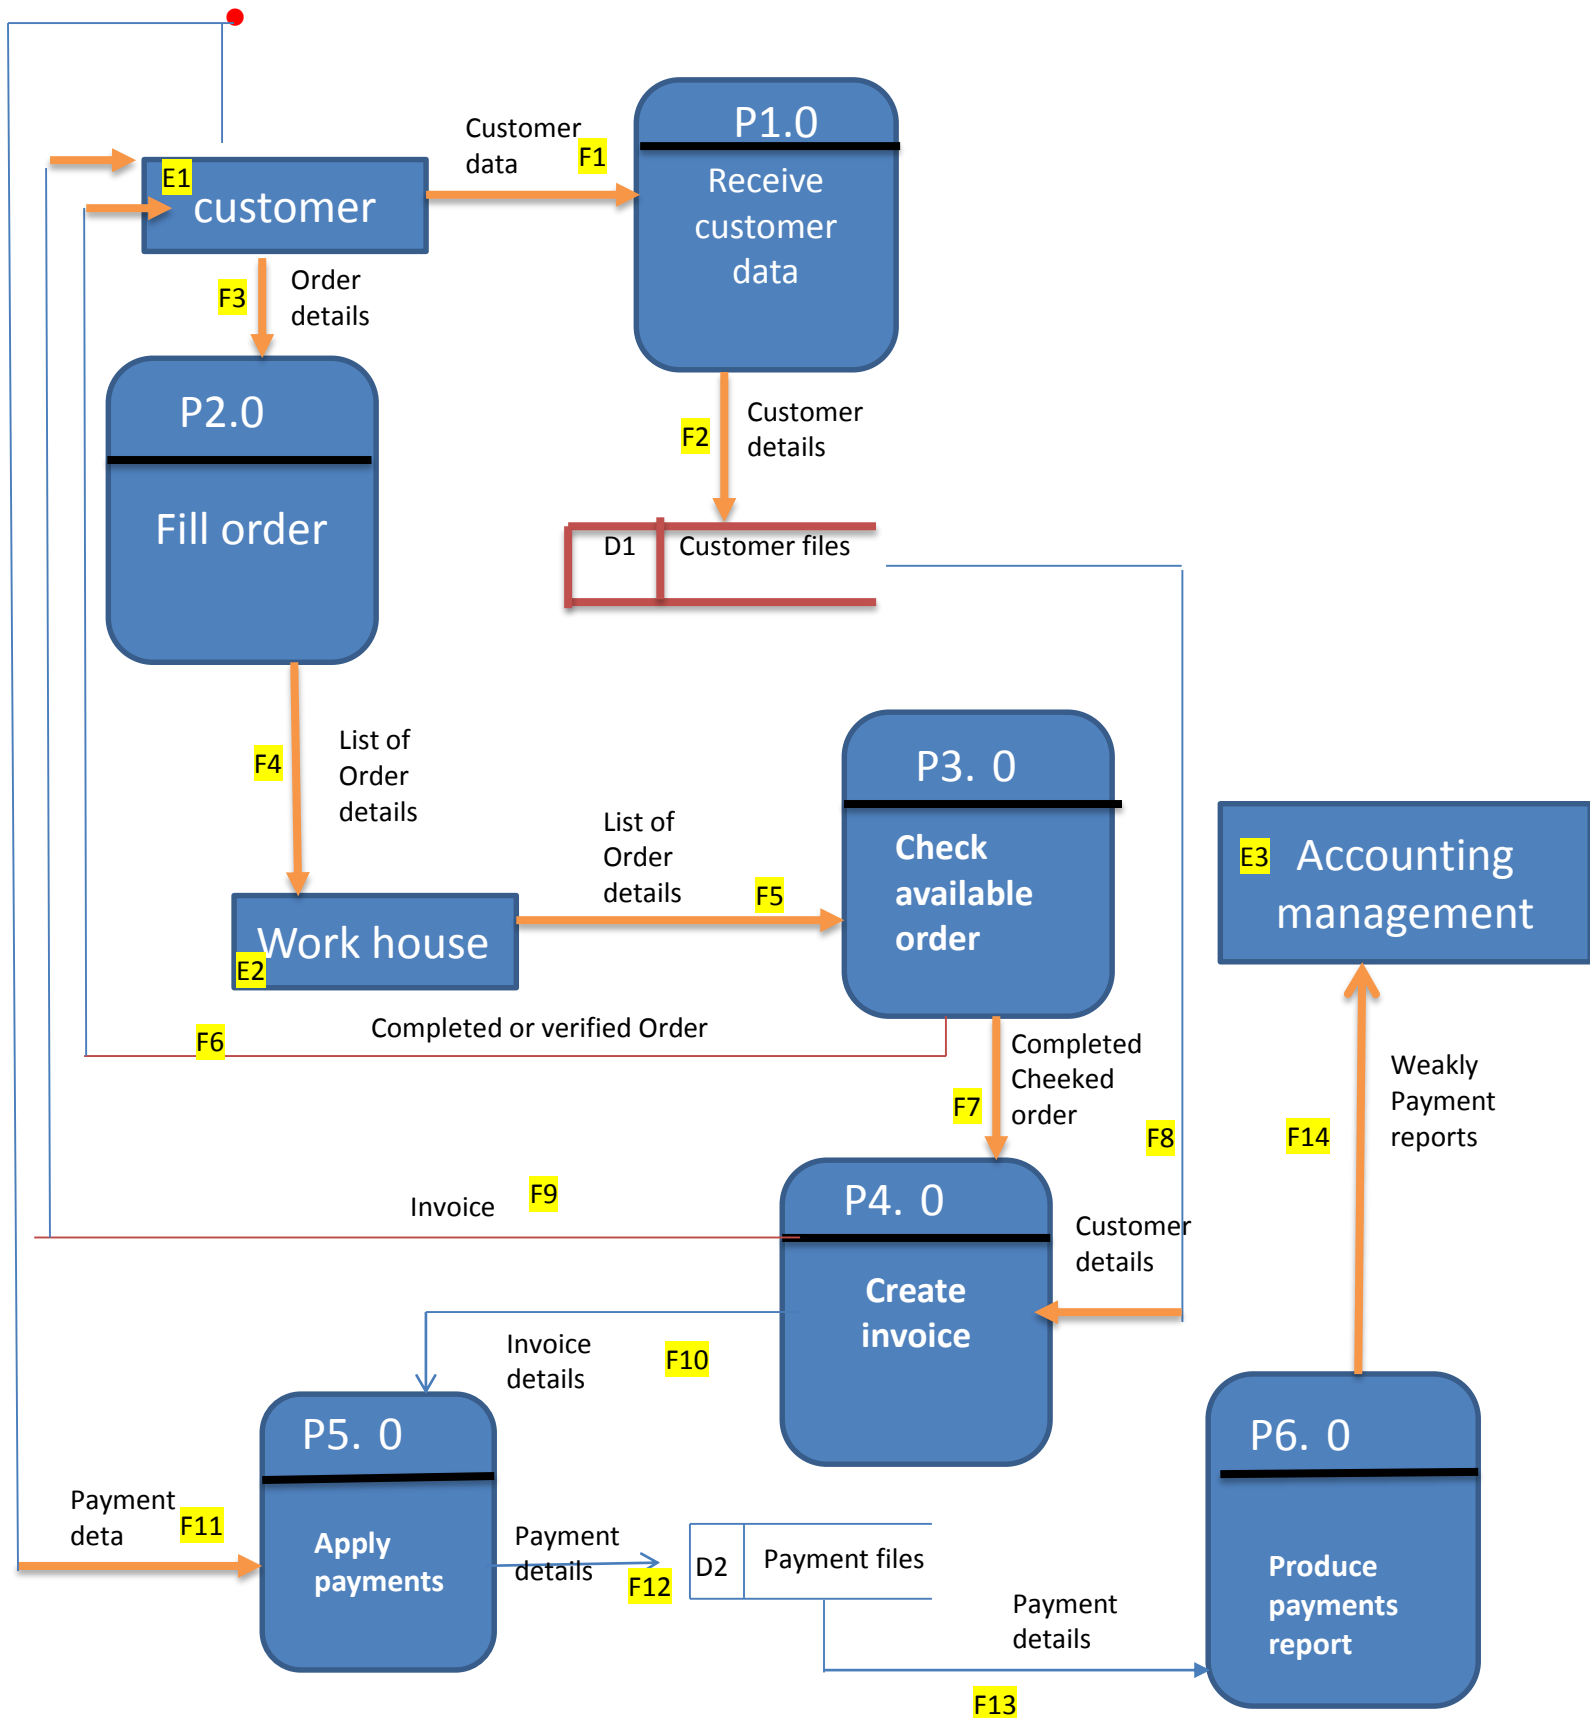 P1.0
Receive
customer
data
Customer
data
F1
E1
customer
F3
Order
details
P2.0
Fill order
F2
Customer
details
D1
Customer files
F4
List of
Order
details
List of
Order
details
F5
P3. 0
Check
available
order
E3
Accounting
management
Work house
E2
F6
Completed or verified Order
Completed
Cheeked
order
F7
F8
Weakly
Payment
reports
F14
Invoice
F9
P4. 0
Create
invoice
Customer
details
Invoice
details
F10
P5. 0
Apply
payments
Payment
deta
F11
Payment
details
F12
D2
Payment files
Payment
details
F13
P6. 0
Produce
payments
report